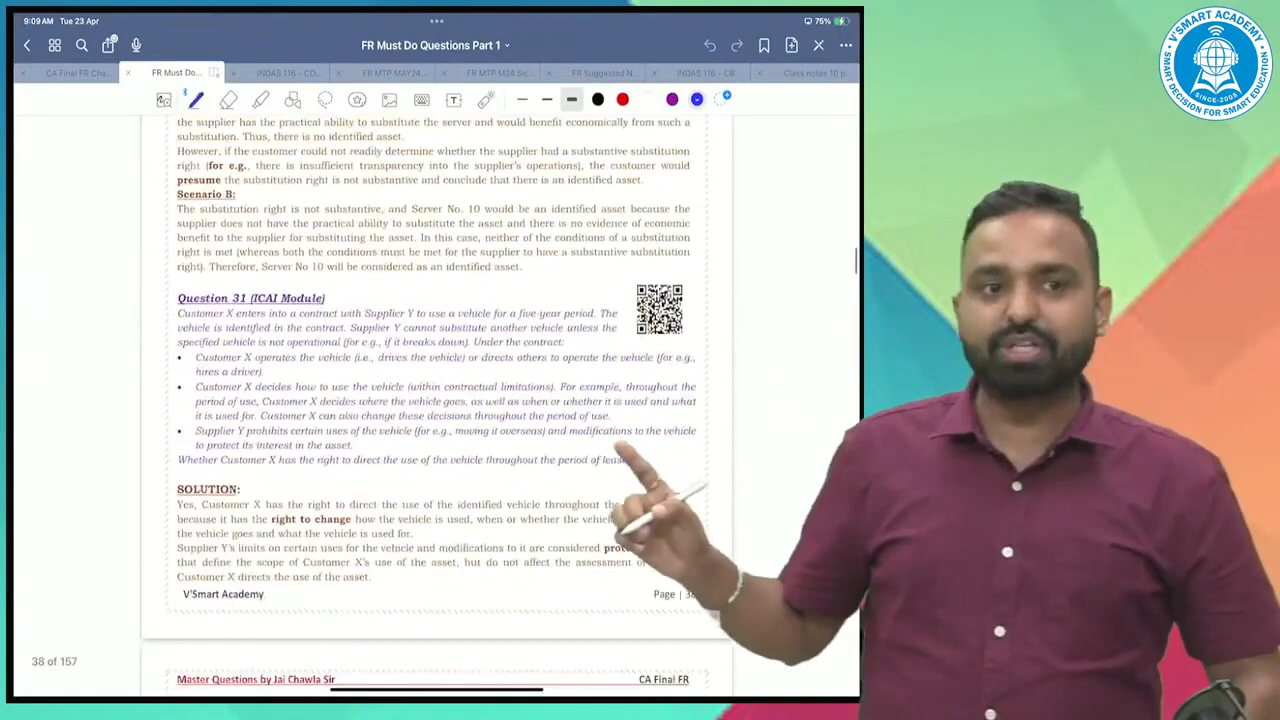 9:09 AM Tue 23 Apr
75%
FR Must Do Questions Part 1
CA Final FR Cha...
FR Must Do...
INDAS 116 - CO...
FR MTP MAY24...
FR MTP M24 So...
FR Suggested N...
INDAS 116 - CB
Class notes 10 p
the supplier has the practical ability to substitute the server and would benefit economically from such a
substitution. Thus, there is no identified asset.
However, if the customer could not readily determine whether the supplier had a substantive substitution
right (for e.g., there is insufficient transparency into the supplier's operations), the customer would
presume the substitution right is not substantive and conclude that there is an identified asset.
Scenario B:
The substitution right is not substantive, and Server No. 10 would be an identified asset because the
supplier does not have the practical ability to substitute the asset and there is no evidence of economic
benefit to the supplier for substituting the asset. In this case, neither of the conditions of a substitution
right is met (whereas both the conditions must be met for the supplier to have a substantive substitution
right). Therefore, Server No 10 will be considered as an identified asset.
Question 31 (ICAI Module)
Customer X enters into a contract with Supplier Y to use a vehicle for a five-year period. The
vehicle is identified in the contract. Supplier Y cannot substitute another vehicle unless the
specified vehicle is not operational (for e.g., if it breaks down). Under the contract:
• Customer X operates the vehicle (i.e., drives the vehicle) or directs others to operate the vehicle (for e.g.,
hires a driver).
• Customer X decides how to use the vehicle (within contractual limitations). For example, throughout the
period of use, Customer X decides where the vehicle goes, as well as when or whether it is used and what
it is used for. Customer X can also change these decisions throughout the period of use.
• Supplier Y prohibits certain uses of the vehicle (for e.g., moving it overseas) and modifications to the vehicle
to protect its interest in the asset.
Whether Customer X has the right to direct the use of the vehicle throughout the period of
SOLUTION:
Yes, Customer X has the right to direct the use of the identified vehicle throughout
because it has the right to change how the vehicle is used, when or whether the
the vehicle goes and what the vehicle is used for.
Supplier Y's limits on certain uses for the vehicle and modifications to it are considered
that define the scope of Customer X's use of the asset, but do not affect the assessment
Customer X directs the use of the asset.
V'Smart Academy
Page |
38 of 157
Master Questions by Jai Chawla Sir
CA Final FR
V'SMART ACADEMY
SMART DECISION FOR SMART EDUCATION
SINCE-2008